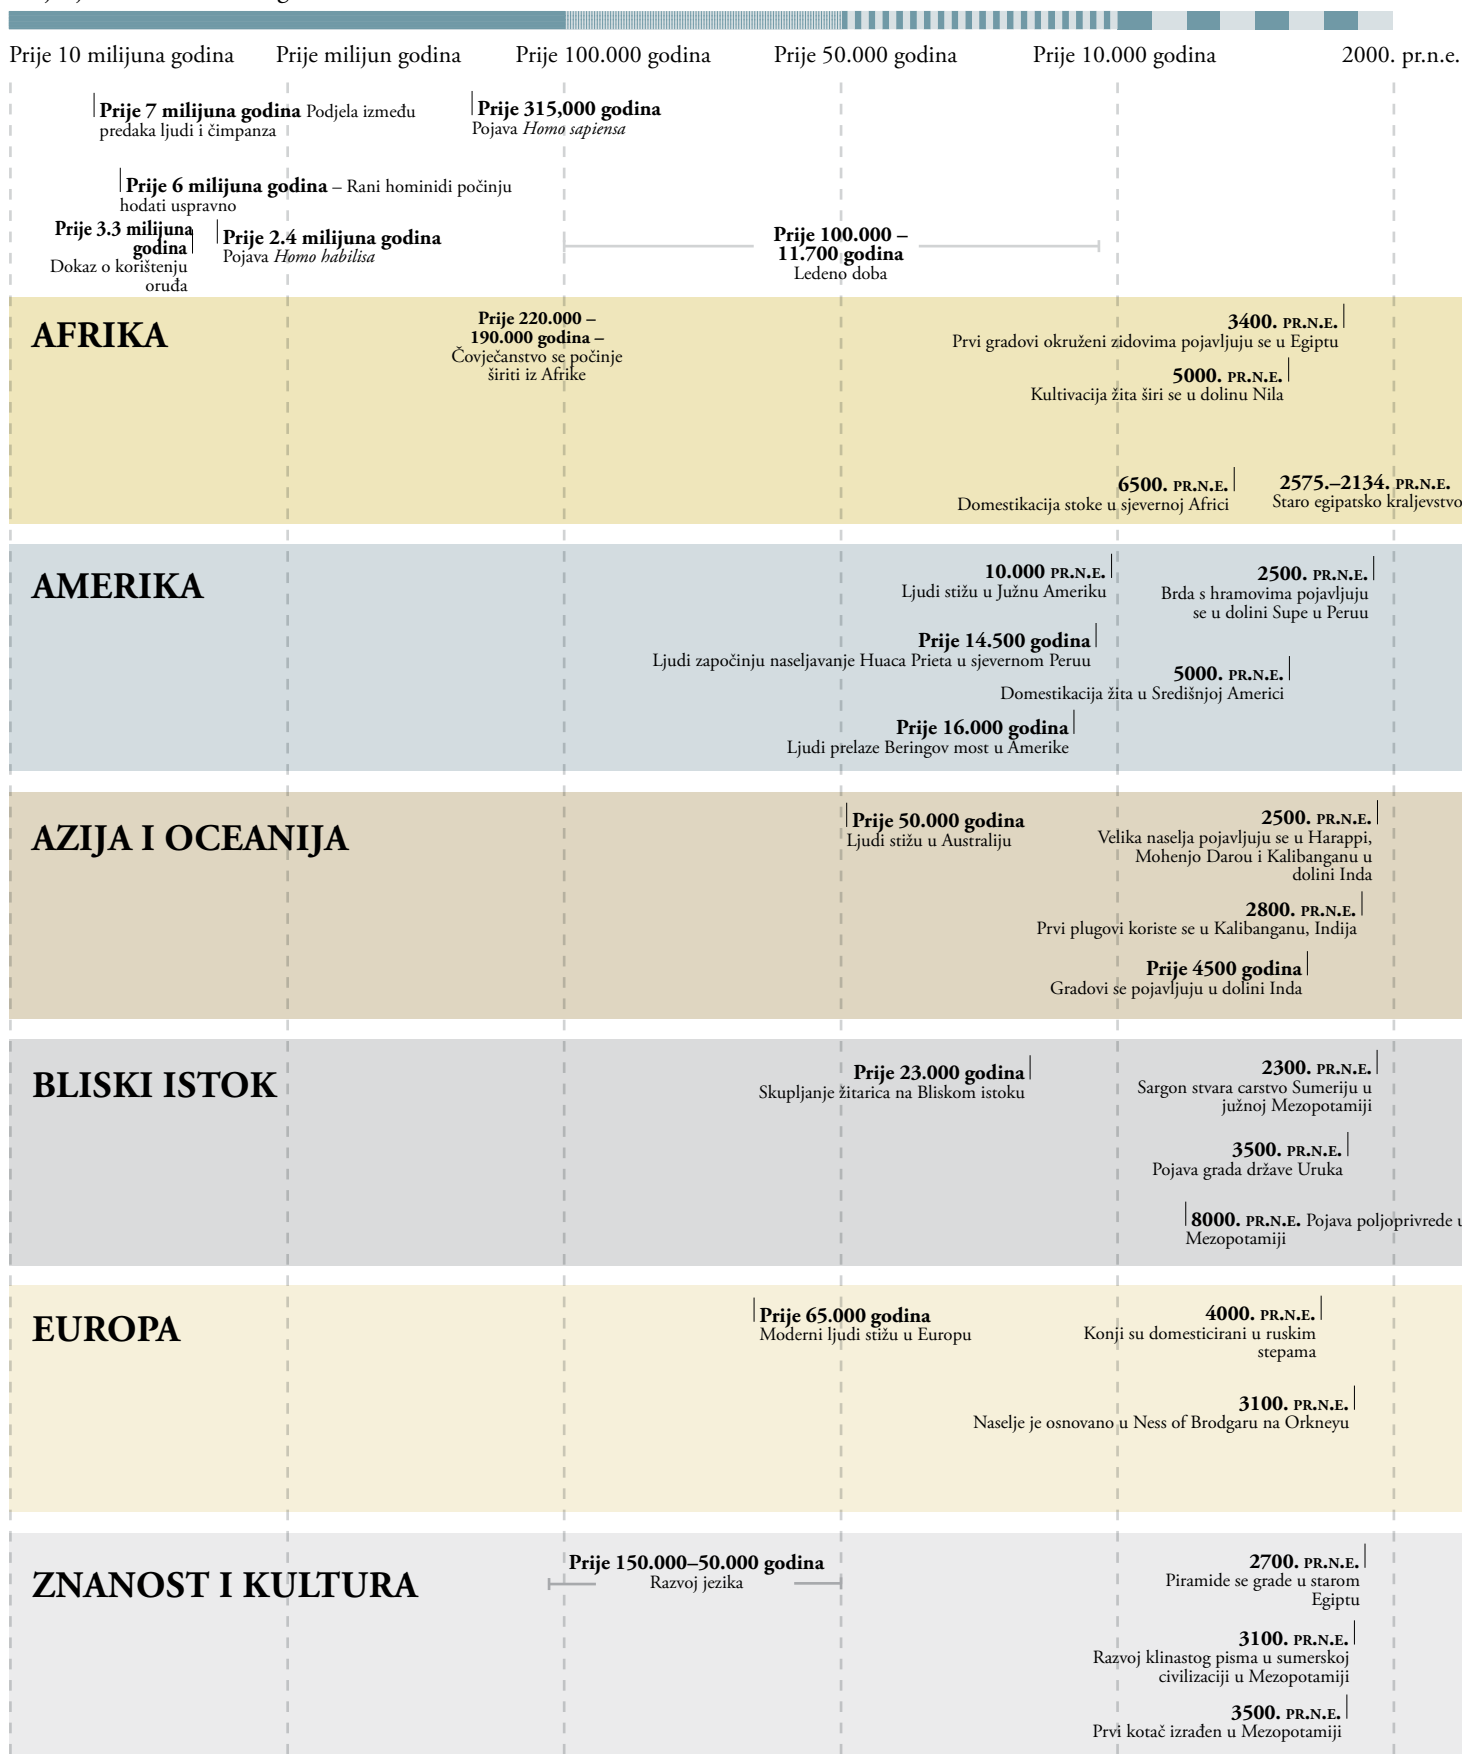 Prije 10 milijuna godina
Prije milijun godina
Prije 100.000 godina
Prije 50.000 godina
Prije 10.000 godina
2000. pr.n.e.
Prije 7 milijuna godina Podjela između
predaka ljudi i čimpanza
Prije 315,000 godina
Pojava Homo sapiensa
Prije 6 milijuna godina – Rani hominidi počinju
hodati uspravno
Prije 3.3 milijuna
godina
Dokaz o korištenju
oruđa
Prije 2.4 milijuna godina
Pojava Homo habilisa
Prije 100.000 –
11.700 godina
Ledeno doba
AFRIKA
Prije 220.000 –
190.000 godina –
Čovječanstvo se počinje
širiti iz Afrike
3400. PR.N.E.
Prvi gradovi okruženi zidovima pojavljuju se u Egiptu
5000. PR.N.E.
Kultivacija žita širi se u dolinu Nila
6500. PR.N.E.
Domestikacija stoke u sjevernoj Africi
2575.–2134. PR.N.E.
Staro egipatsko kraljevstvo
AMERIKA
10.000 PR.N.E.
Ljudi stižu u Južnu Ameriku
2500. PR.N.E.
Brda s hramovima pojavljuju
se u dolini Supe u Peruu
Prije 14.500 godina
Ljudi započinju naseljavanje Huaca Prieta u sjevernom Peruu
5000. PR.N.E.
Domestikacija žita u Središnjoj Americi
Prije 16.000 godina
Ljudi prelaze Beringov most u Amerike
AZIJA I OCEANIJA
Prije 50.000 godina
Ljudi stižu u Australiju
2500. PR.N.E.
Velika naselja pojavljuju se u Harappi,
Mohenjo Darou i Kalibanganu u
dolini Inda
2800. PR.N.E.
Prvi plugovi koriste se u Kalibanganu, Indija
Prije 4500 godina
Gradovi se pojavljuju u dolini Inda
BLISKI ISTOK
Prije 23.000 godina
Skupljanje žitarica na Bliskom istoku
2300. PR.N.E.
Sargon stvara carstvo Sumeriju u
južnoj Mezopotamiji
3500. PR.N.E.
Pojava grada države Uruka
8000. PR.N.E. Pojava poljoprivrede u
Mezopotamiji
EUROPA
Prije 65.000 godina
Moderni ljudi stižu u Europu
4000. PR.N.E.
Konji su domesticirani u ruskim
stepama
3100. PR.N.E.
Naselje je osnovano u Ness of Brodgaru na Orkneyu
ZNANOST I KULTURA
Prije 150.000–50.000 godina
Razvoj jezika
2700. PR.N.E.
Piramide se grade u starom
Egiptu
3100. PR.N.E.
Razvoj klinastog pisma u sumerskoj
civilizaciji u Mezopotamiji
3500. PR.N.E.
Prvi kotač izrađen u Mezopotamiji